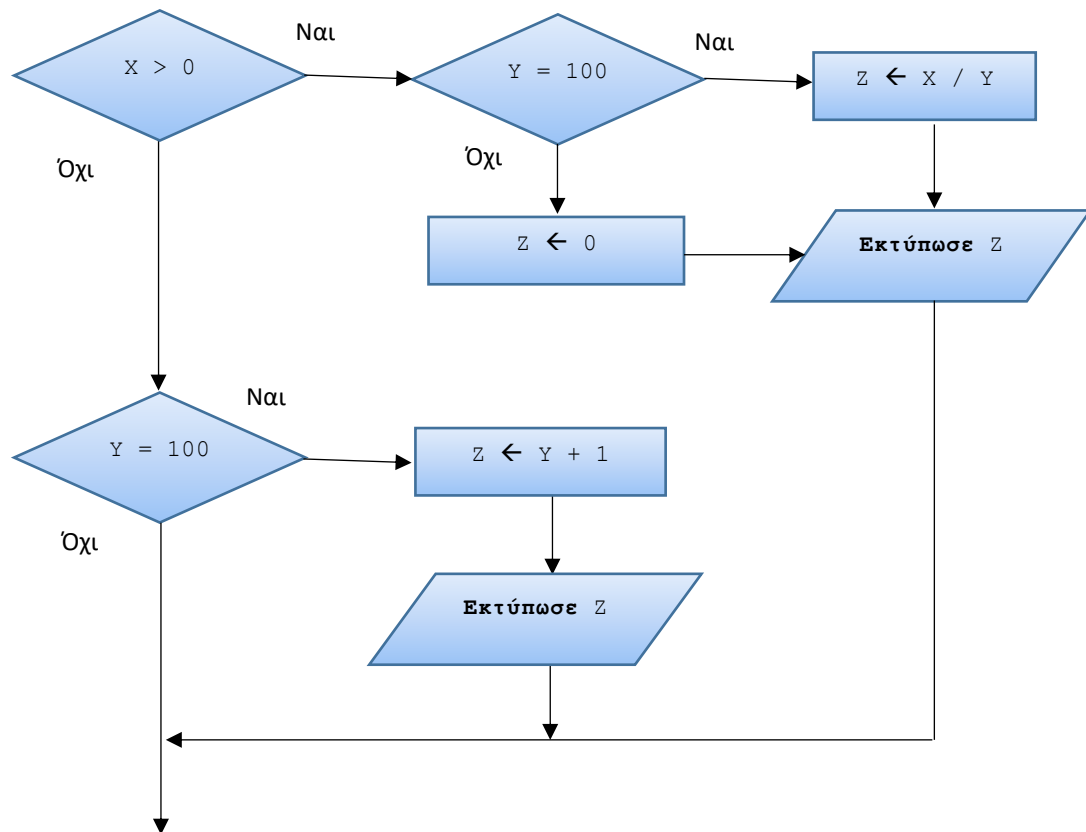 Ναι
Ναι
X > 0
Y = 100
Z ← X / Y
Όχι
Όχι
Z ← 0
Εκτύπωσε Z
Ναι
Y = 100
Z ← Y + 1
Όχι
Εκτύπωσε Z